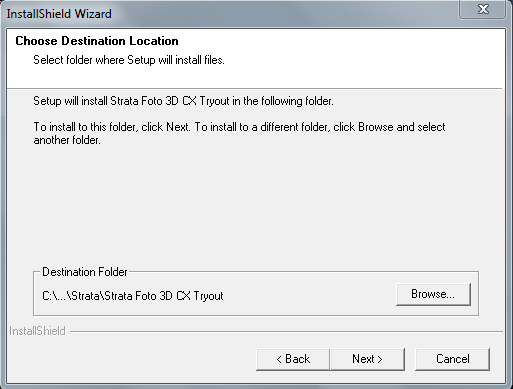 InstallShield Wizard
Choose Destination Location
Select folder where Setup will install files.
Setup will install Strata Foto 3D CX Tryout in the following folder.
To install to this folder, click Next. To install to a different folder, click Browse and select
another folder.
Destination Folder
C:\...\Strata\Strata Foto 3D CX Tryout
Browse...
InstallShield
< Back
Next >
Cancel